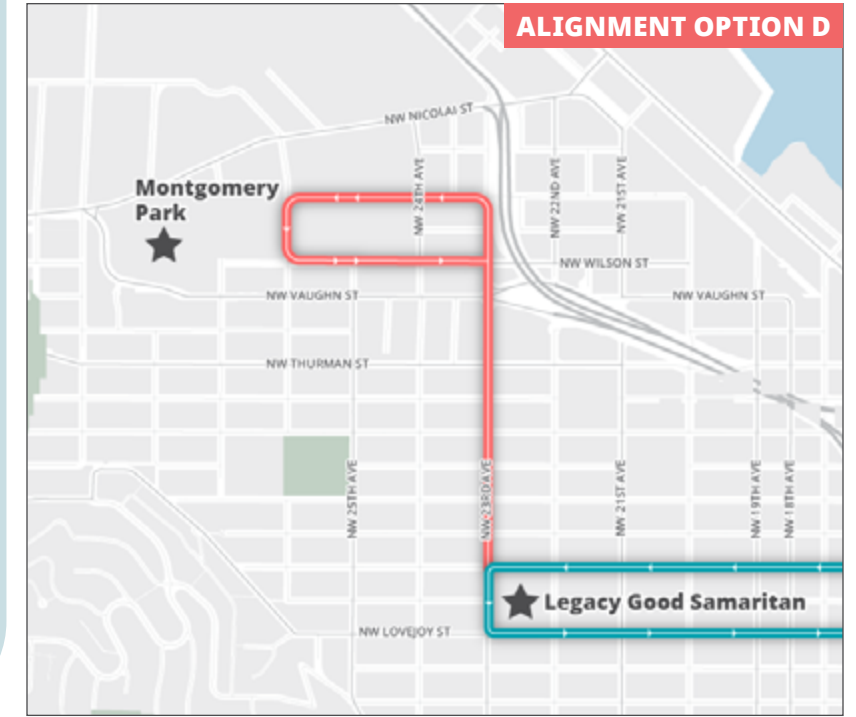 ALIGNMENT OPTION D
NW NICOLAI ST
Montgomery
Park
NW 24TH AVE
NW 22ND AVE
NW 21ST AVE
NW WILSON ST
NW VAUGHN ST
NW VAUGHN ST
NW THURMAN ST
NW 25TH AVE
NW 23RD AVE
NW 21ST AVE
NW 19TH AVE
NW 18TH AVE
Legacy Good Samaritan
NW LOVEJOY ST